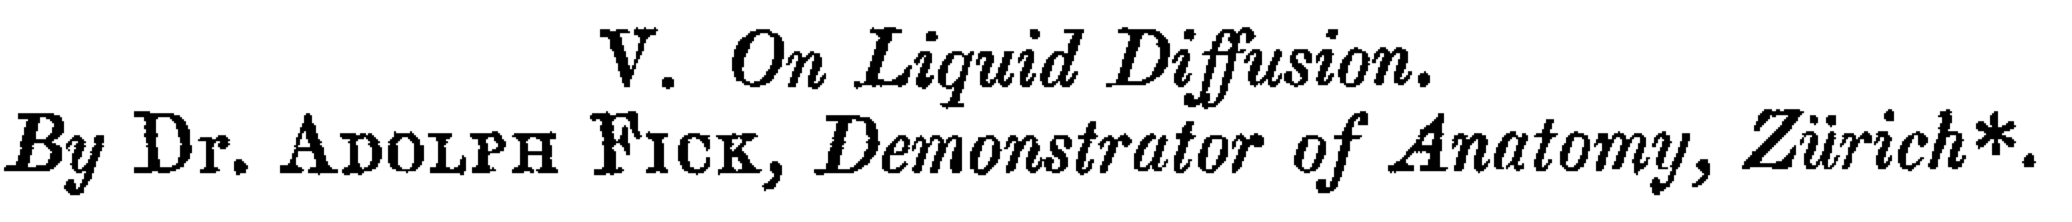 V. On Liquid Diffusion.
By Dr. ADOLPH FICK, Demonstrator of Anatomy, Zürich*.